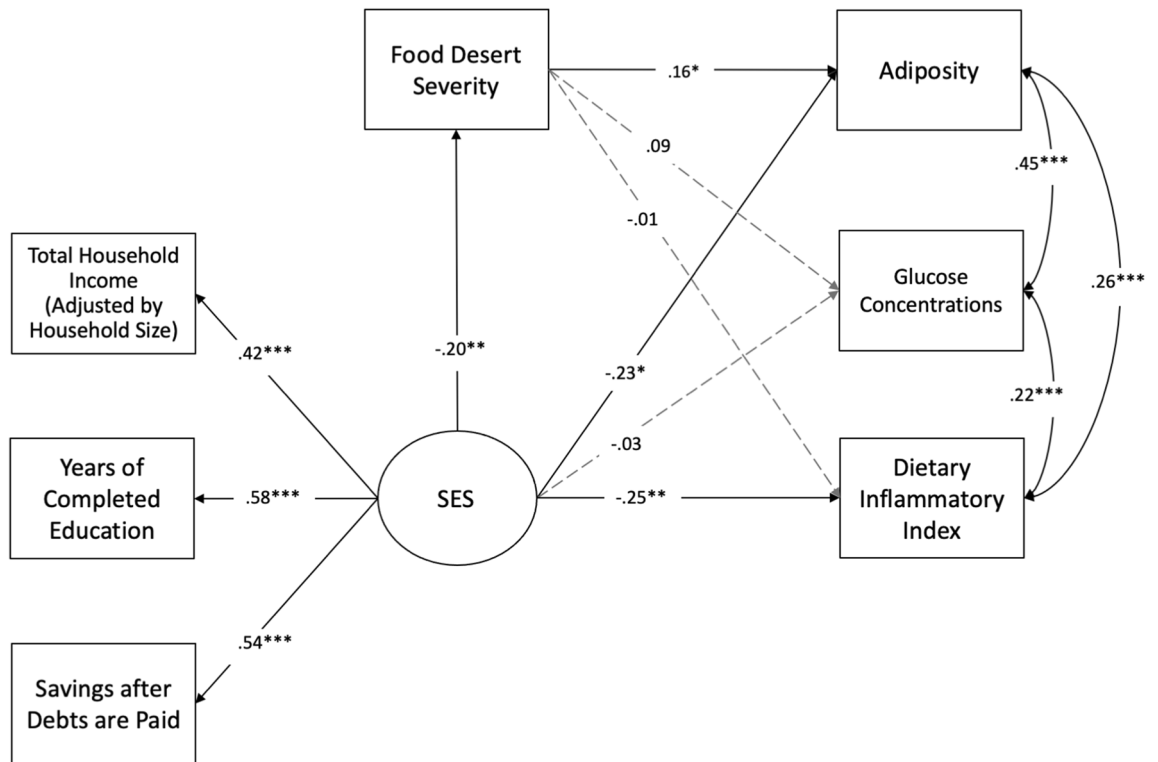 Food Desert
Severity
Adiposity
.16*
.09
.45***
-.01
Total Household
Income
(Adjusted by
Household Size)
Glucose
Concentrations
.26***
.42***
-.20**
-.23*
.22***
-.03
Years of
Completed
Education
.58***
SES
-.25**
Dietary
Inflammatory
Index
.54***
Savings after
Debts are Paid